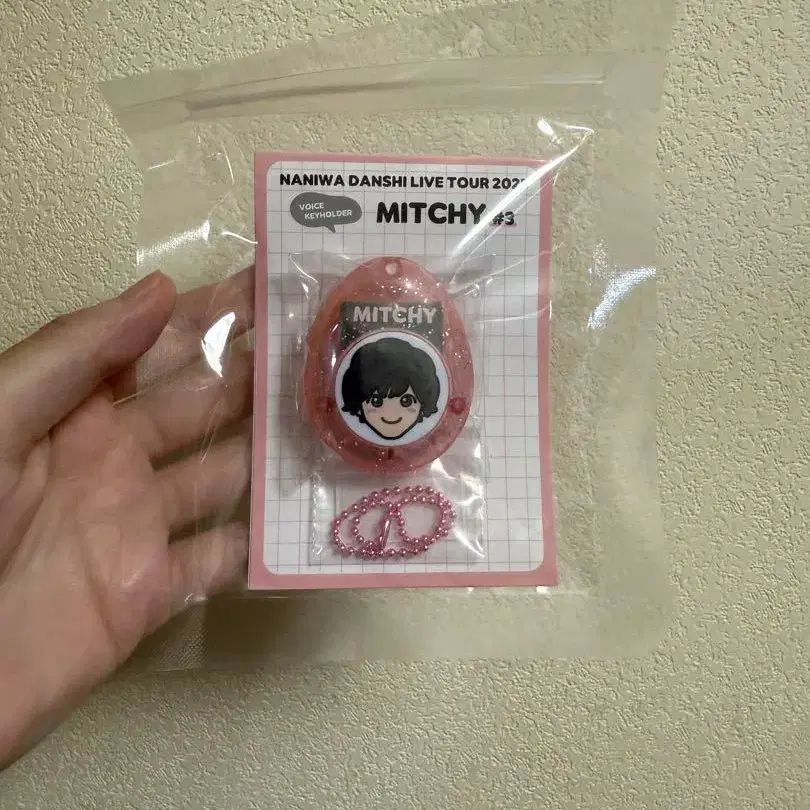 NANIWA DANSHI LIVE TOUR
VOICE
KEYHOLDER
MITCHY #3
MITCHY